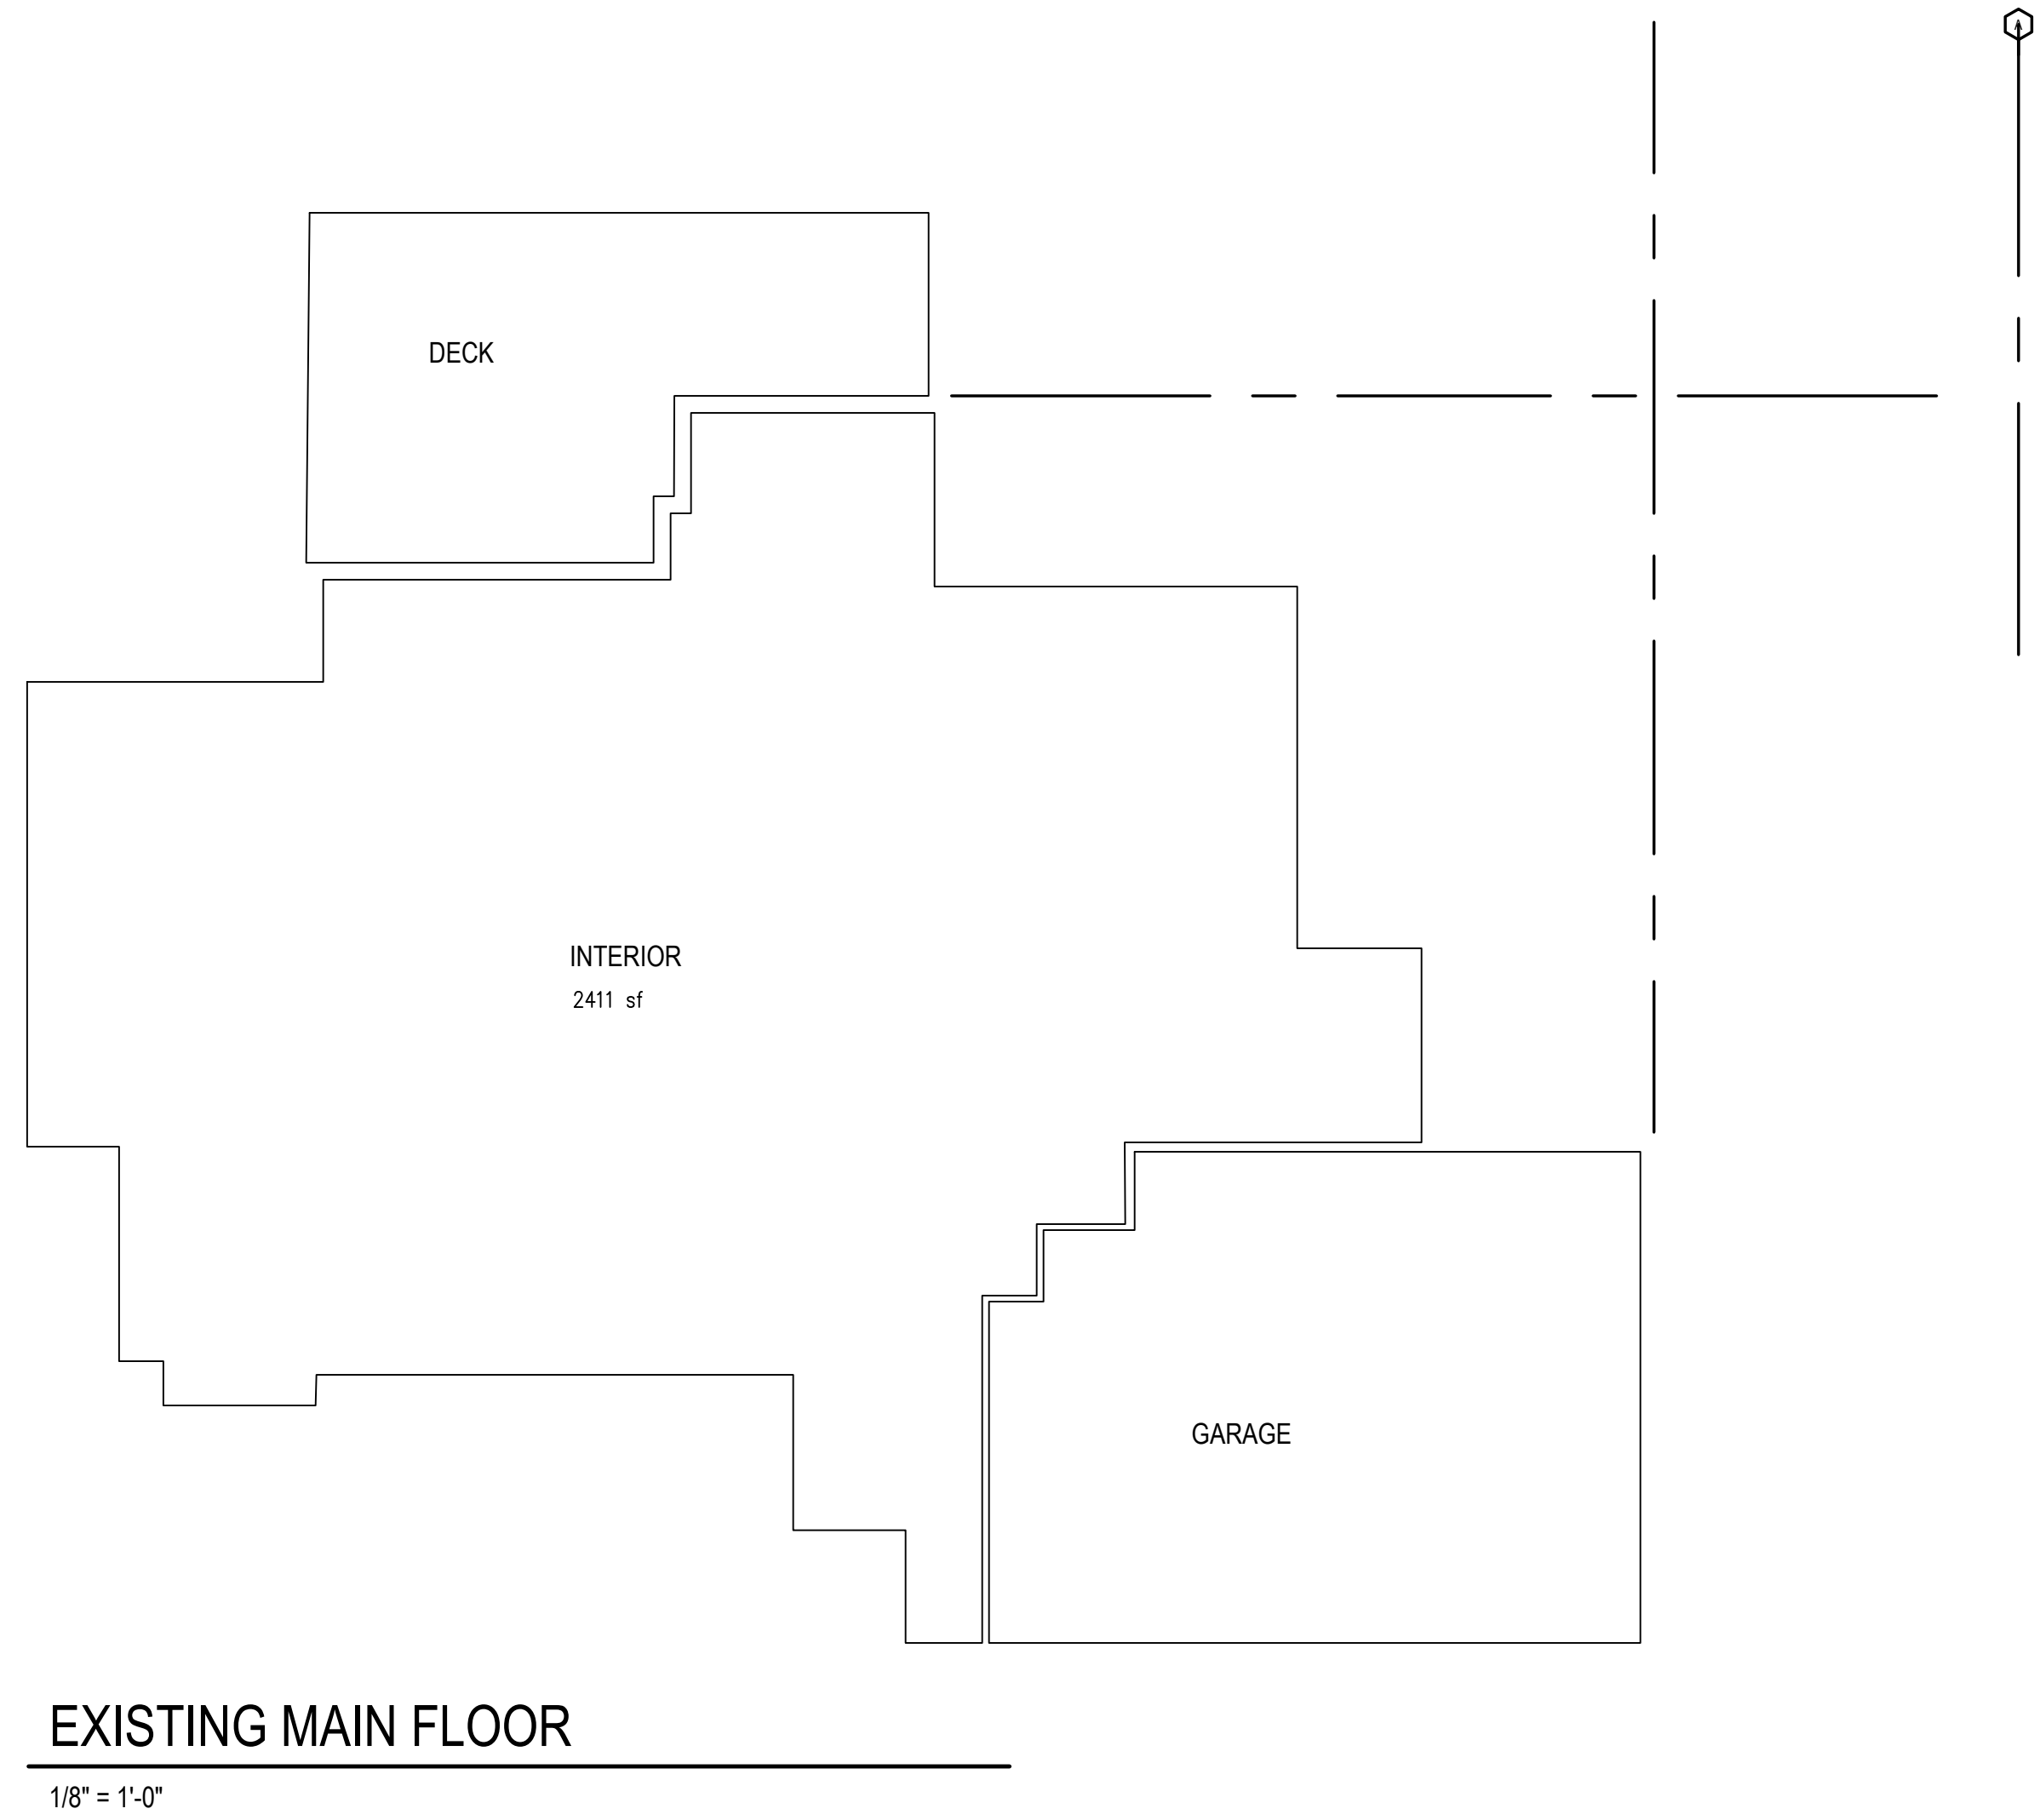 A
DECK
INTERIOR
2411 sf
GARAGE
EXISTING MAIN FLOOR
1/8" = 1'-0"